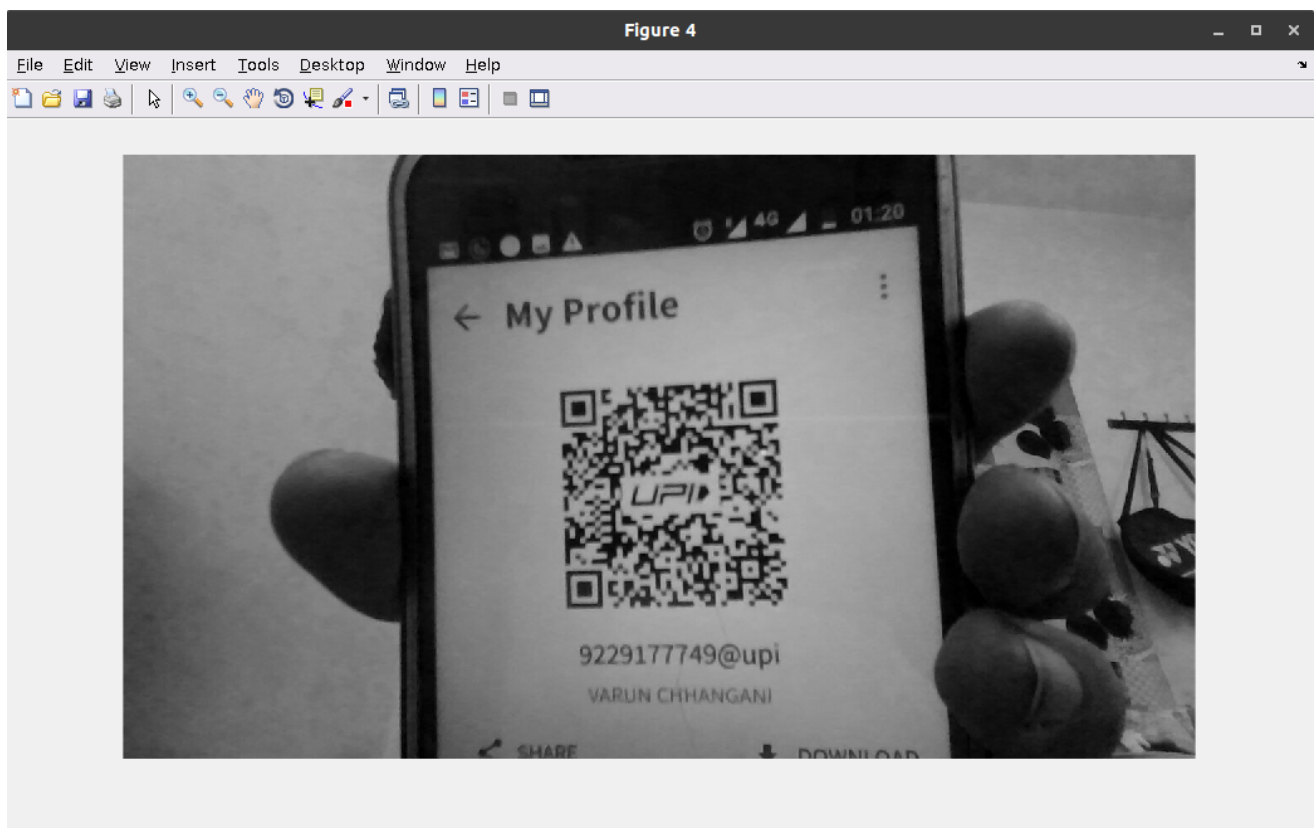 Figure 4
File Edit View Insert Tools Desktop Window Help
4G 01:20
My Profile
UPI
9229177749@upi
VARUN CHHANGANI
SHARE DOWNLOAD